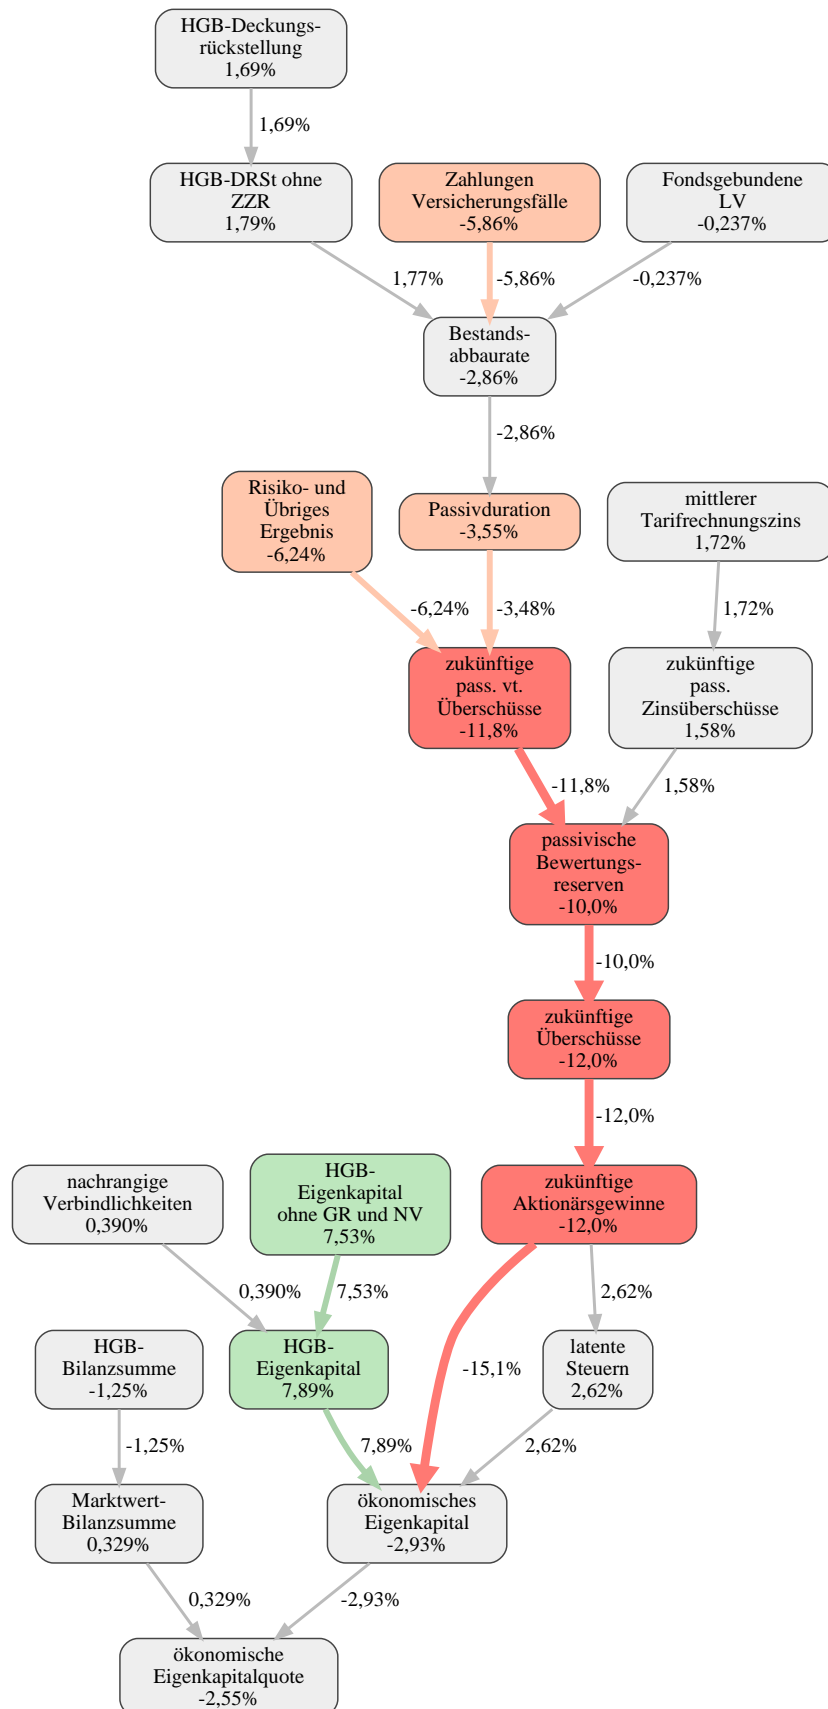 HGB-Deckungs-
rückstellung
1,69%
1,69%
HGB-DRSt ohne
ZZR
1,79%
Zahlungen
Versicherungsfälle
-5,86%
Fondsgebundene
LV
-0,237%
1,77%
-5,86%
-0,237%
Bestands-
abbaurate
-2,86%
-2,86%
Risiko- und
Übriges
Ergebnis
-6,24%
Passivduration
-3,55%
mittlerer
Tarifrechnungszins
1,72%
-6,24%
-3,48%
1,72%
zukünftige
pass. vt.
Überschüsse
-11,8%
zukünftige
pass.
Zinsüberschüsse
1,58%
-11,8%
1,58%
passivische
Bewertungs-
reserven
-10,0%
-10,0%
zukünftige
Überschüsse
-12,0%
-12,0%
nachrangige
Verbindlichkeiten
0,390%
HGB-
Eigenkapital
ohne GR und NV
7,53%
zukünftige
Aktionärsgewinne
-12,0%
0,390%
7,53%
2,62%
HGB-
Bilanzsumme
-1,25%
HGB-
Eigenkapital
7,89%
-15,1%
latente
Steuern
2,62%
-1,25%
7,89%
2,62%
Marktwert-
Bilanzsumme
0,329%
ökonomisches
Eigenkapital
-2,93%
0,329%
-2,93%
ökonomische
Eigenkapitalquote
-2,55%